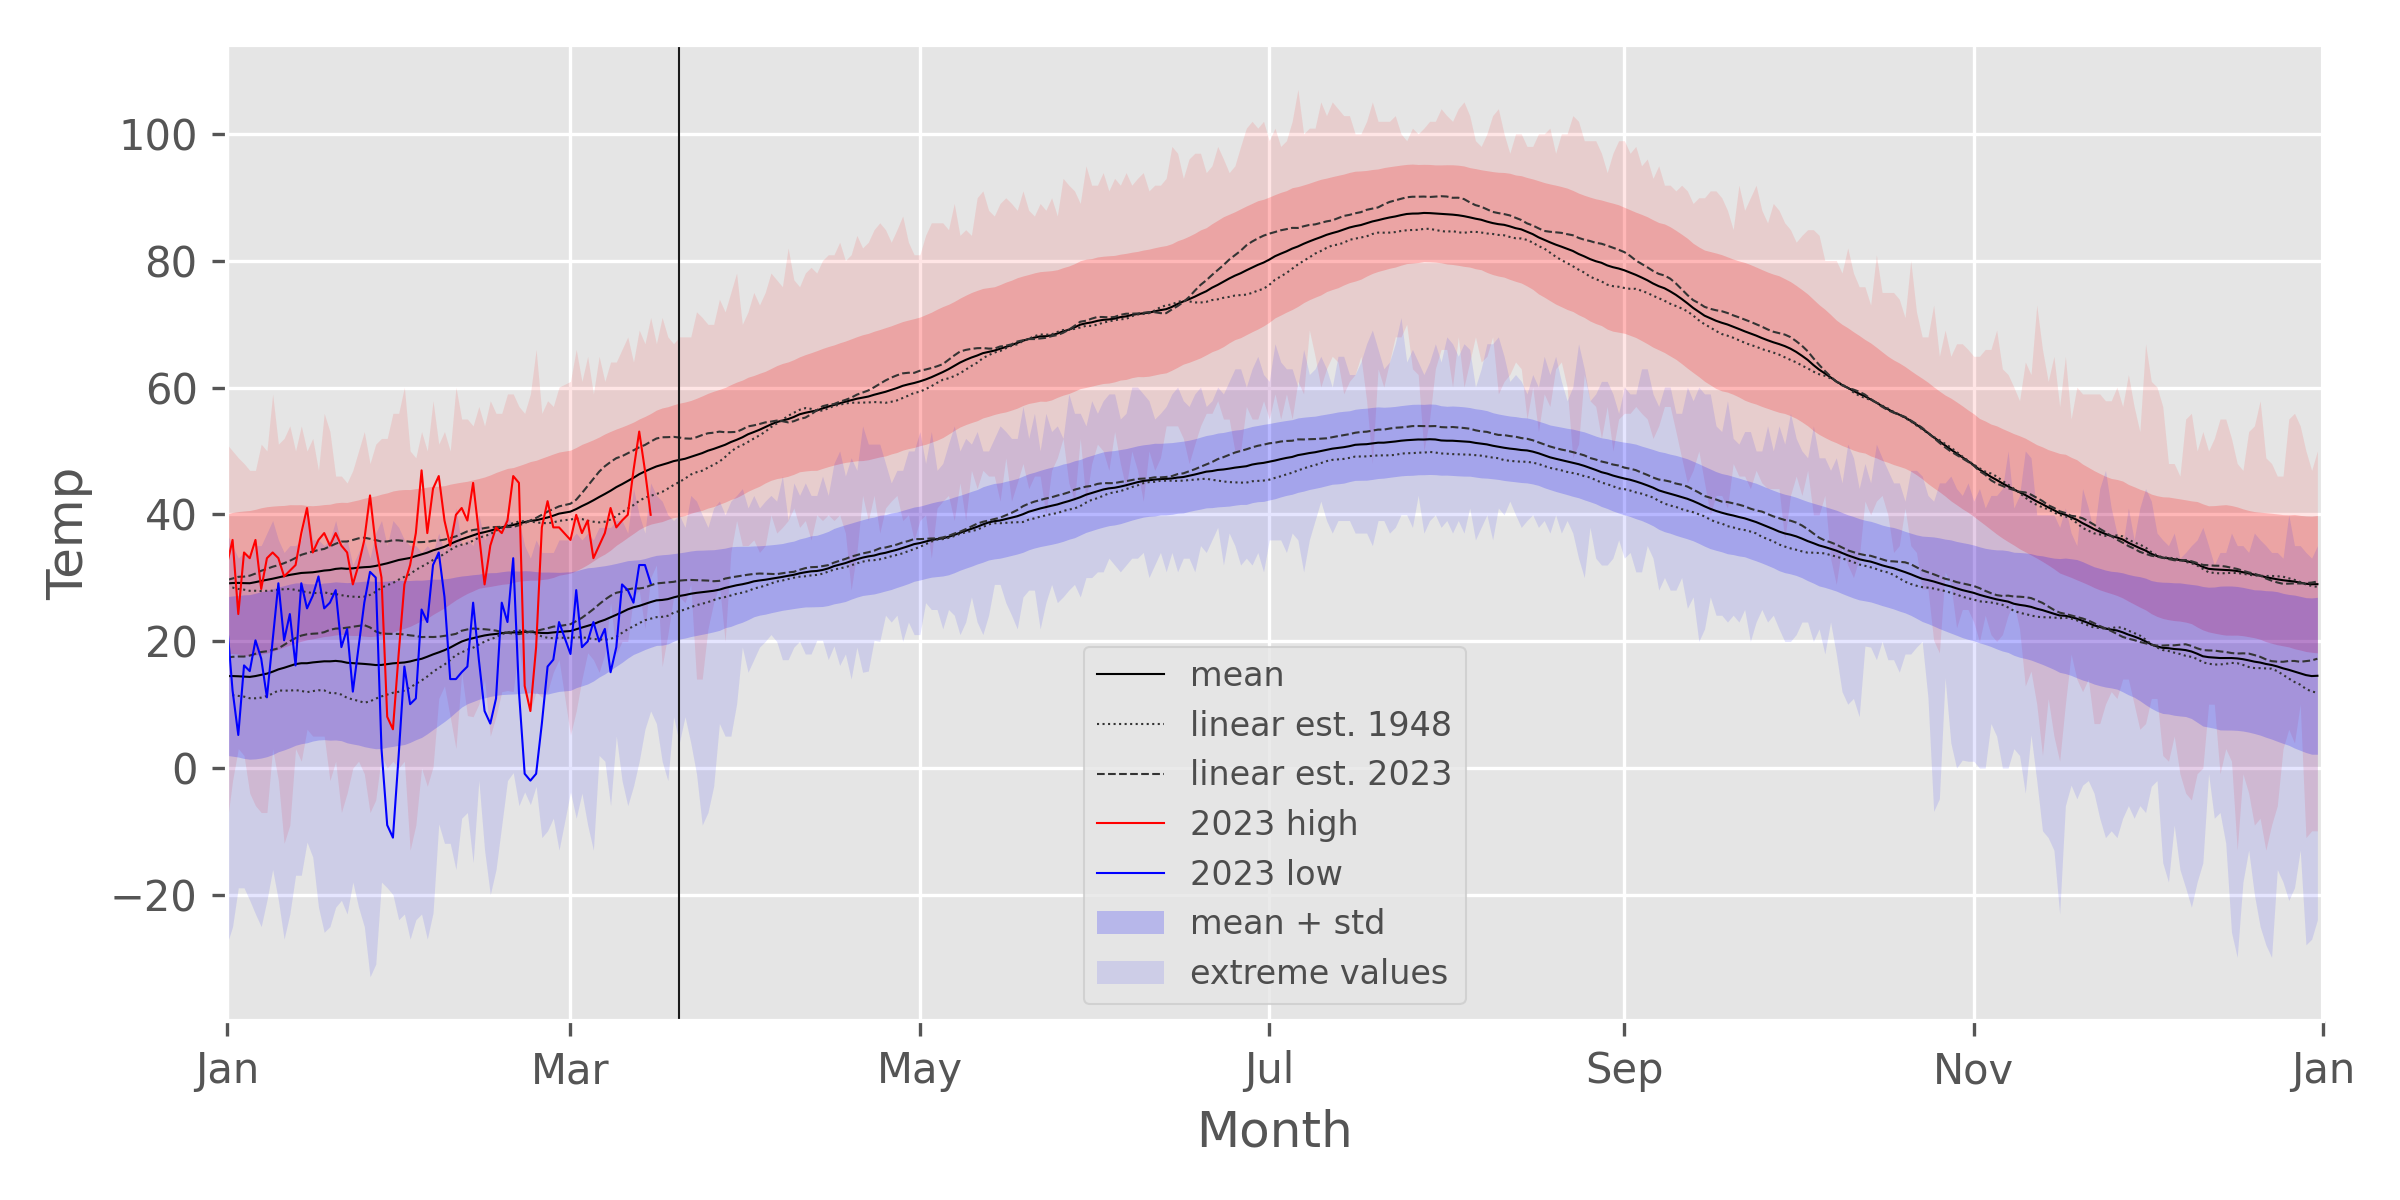 100
80
60
40
20
0
−20
Temp
mean
linear est. 1948
linear est. 2023
2023 high
2023 low
mean + std
extreme values
Jan Mar May Jul Sep Nov Jan
Month